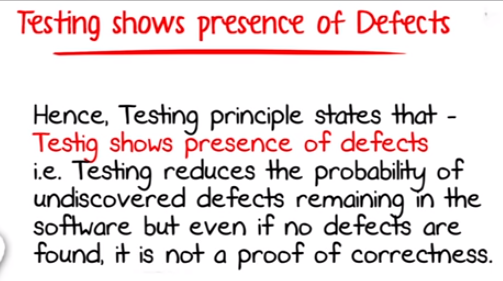 Testing shows presence of Defects
Hence, Testing principle states that -
Testig shows presence of defects
i.e. Testing reduces the probability of
undiscovered defects remaining in the
software but even if no defects are
found, it is not a proof of correctness.